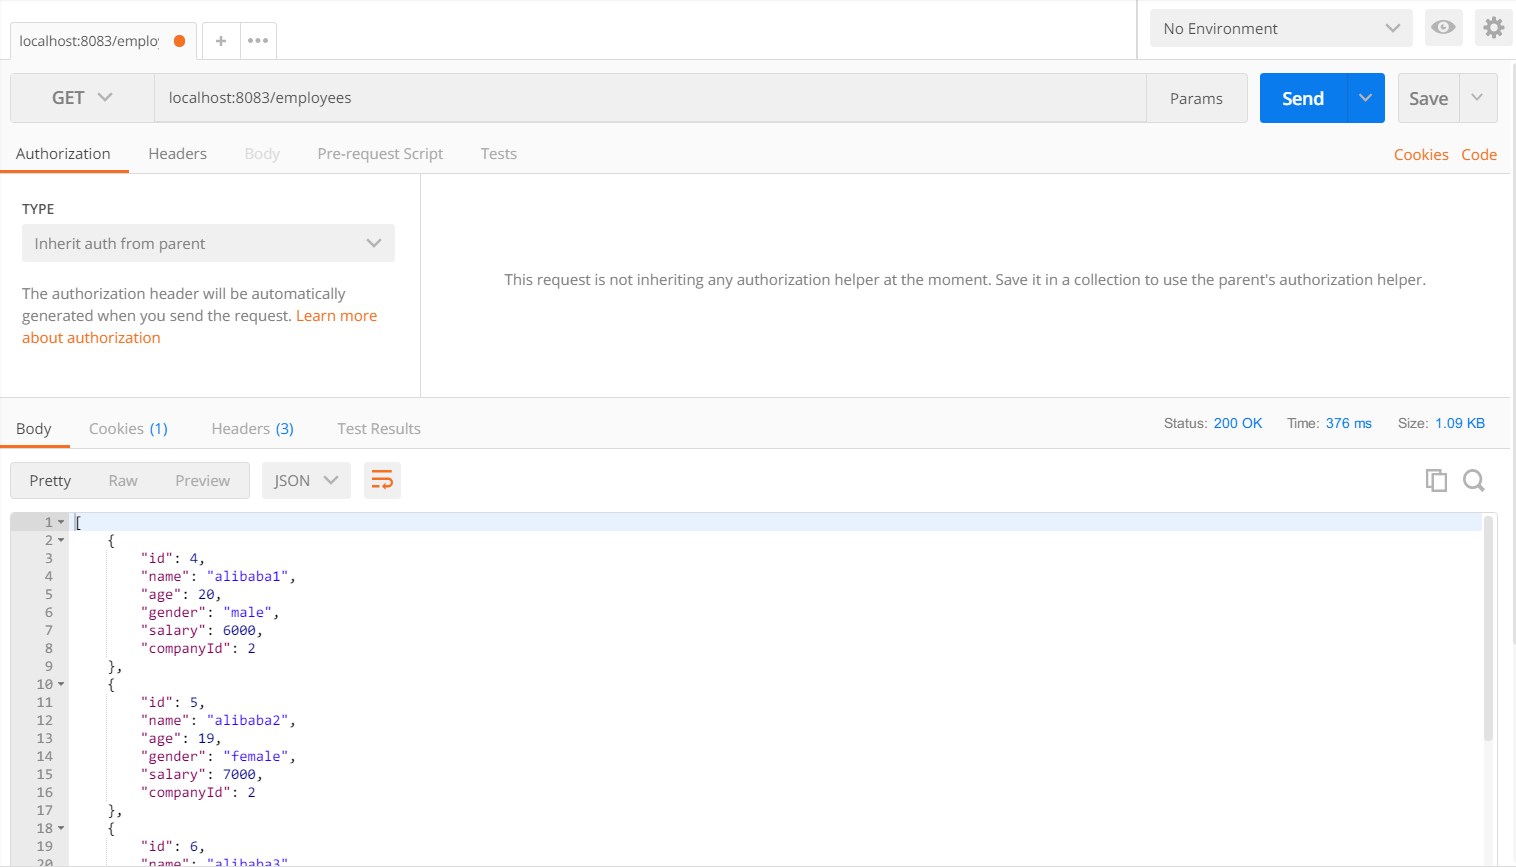 localhost:8083/emplo
No Environment
GET
localhost:8083/employees
Params
Send
Save
Authorization
Headers
Body
Pre-request Script
Tests
Cookies
Code
TYPE
Inherit auth from parent
The authorization header will be automatically
generated when you send the request. Learn more
about authorization
This request is not inheriting any authorization helper at the moment. Save it in a collection to use the parent's authorization helper.
Body
Cookies (1)
Headers (3)
Test Results
Status: 200 OK
Time: 376 ms
Size: 1.09 KB
Pretty
Raw
Preview
JSON
1 [
2 {
3 "id": 4,
4 "name": "alibaba1",
5 "age": 20,
6 "gender": "male",
7 "salary": 6000,
8 "companyId": 2
9 },
10 {
11 "id": 5,
12 "name": "alibaba2",
13 "age": 19,
14 "gender": "female",
15 "salary": 7000,
16 "companyId": 2
17 },
18 {
19 "id": 6,
20 "name": "alibaba3"